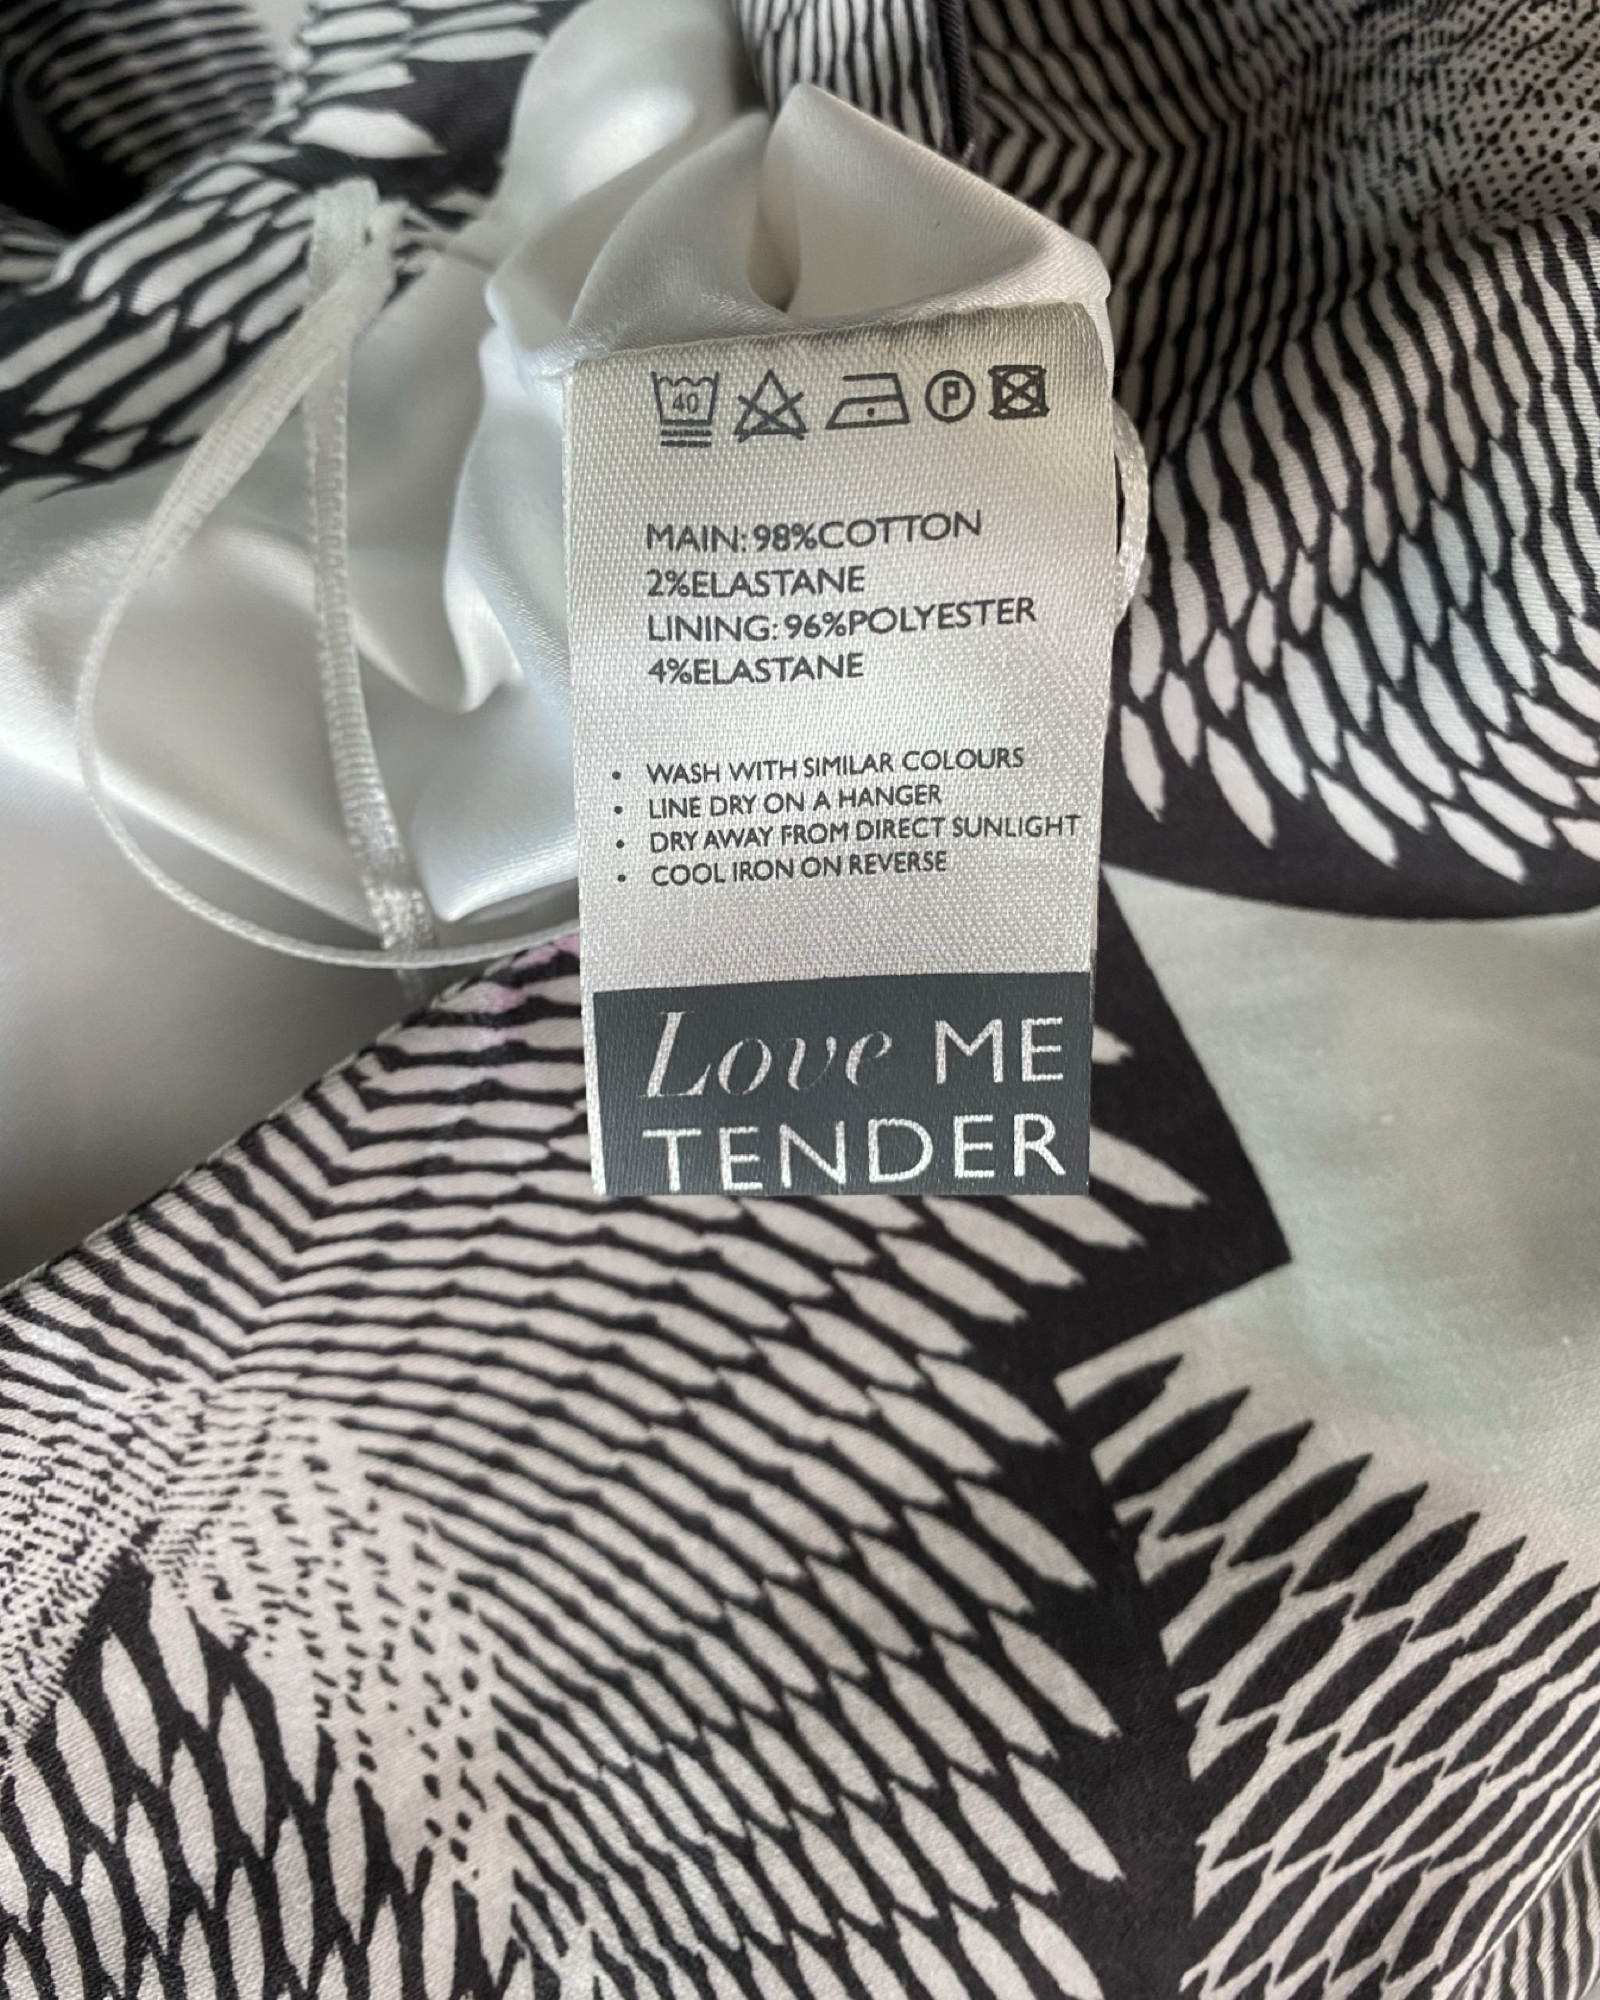 40 P
MAIN: 98%COTTON
2%ELASTANE
LINING: 96%POLYESTER
4%ELASTANE
• WASH WITH SIMILAR COLOURS
• LINE DRY ON A HANGER
• DRY AWAY FROM DIRECT SUNLIGHT
• COOL IRON ON REVERSE
Love ME
TENDER